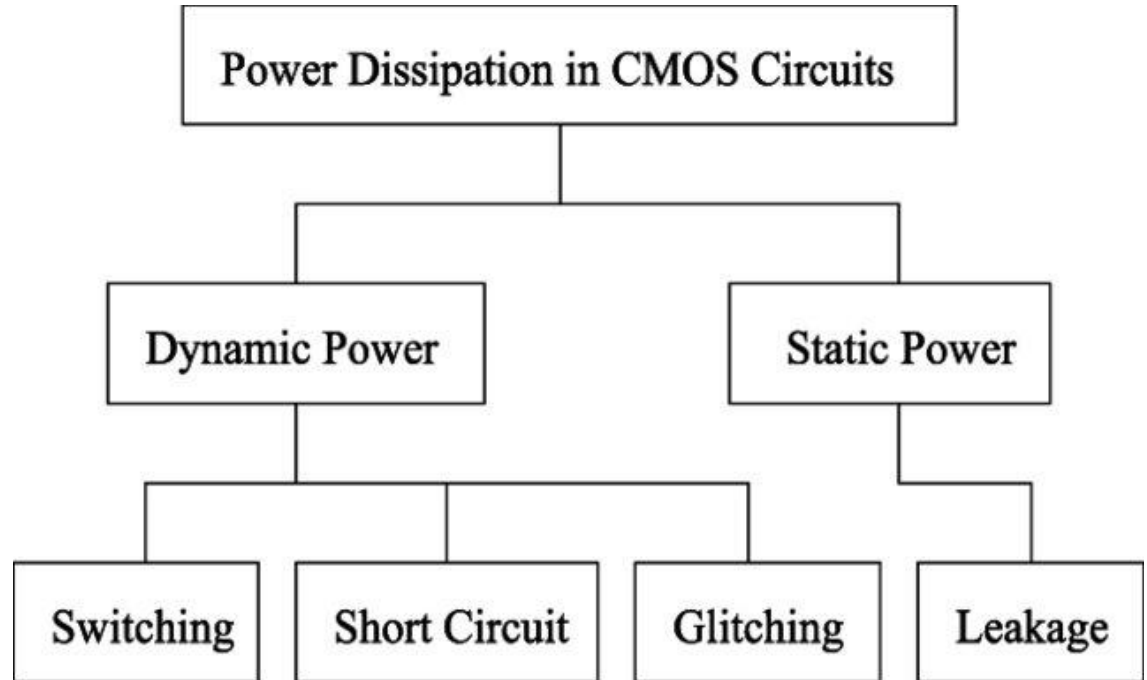 Power Dissipation in CMOS Circuits
Dynamic Power
Static Power
Switching
Short Circuit
Glitching
Leakage